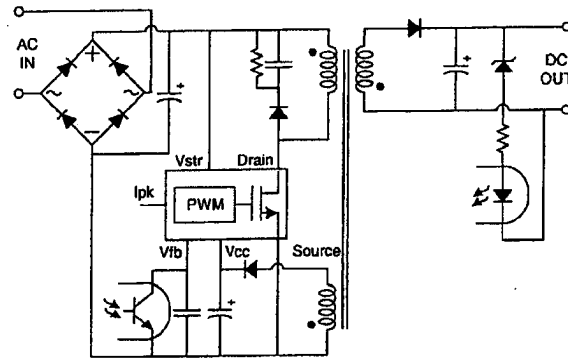 AC
IN
+
~
~
−
+
+
DC
OUT
Vstr
Drain
Ipk
PWM
Vfb
Vcc
Source
+